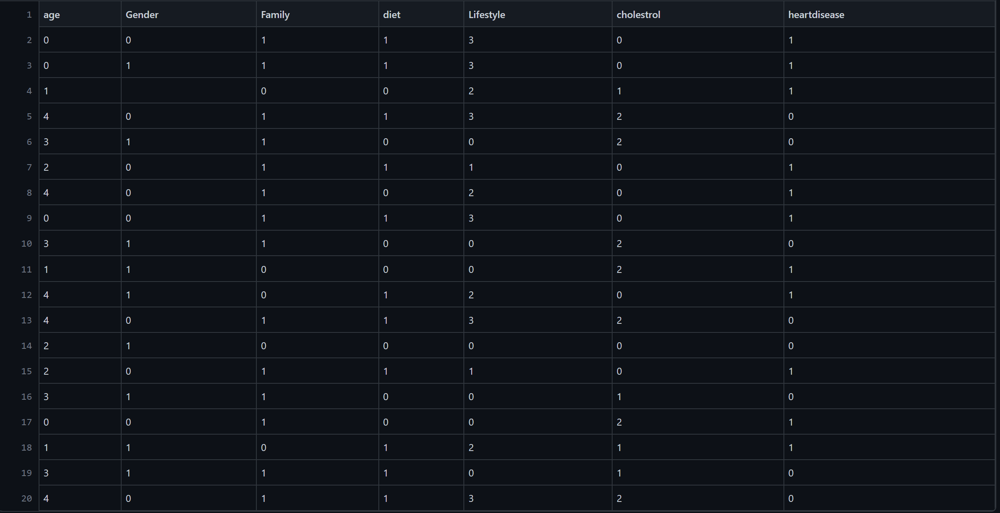 1 age Gender Family diet Lifestyle cholestrol heartdisease
2 0 0 1 1 3 0 1
3 0 1 1 1 3 0 1
4 1 0 0 2 1 1
5 4 0 1 1 3 2 0
6 3 1 1 0 0 2 0
7 2 0 1 1 1 0 1
8 4 0 1 0 2 0 1
9 0 0 1 1 3 0 1
10 3 1 1 0 0 2 0
11 1 1 0 0 0 2 1
12 4 1 0 1 2 0 1
13 4 0 1 1 3 2 0
14 2 1 0 0 0 0 0
15 2 0 1 1 1 0 1
16 3 1 1 0 0 1 0
17 0 0 1 0 0 2 1
18 1 1 0 1 2 1 1
19 3 1 1 1 0 1 0
20 4 0 1 1 3 2 0